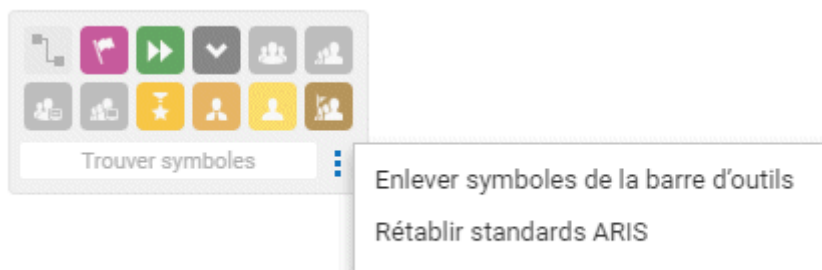 Trouver symboles
Enlever symboles de la barre d’outils
Rétablir standards ARIS